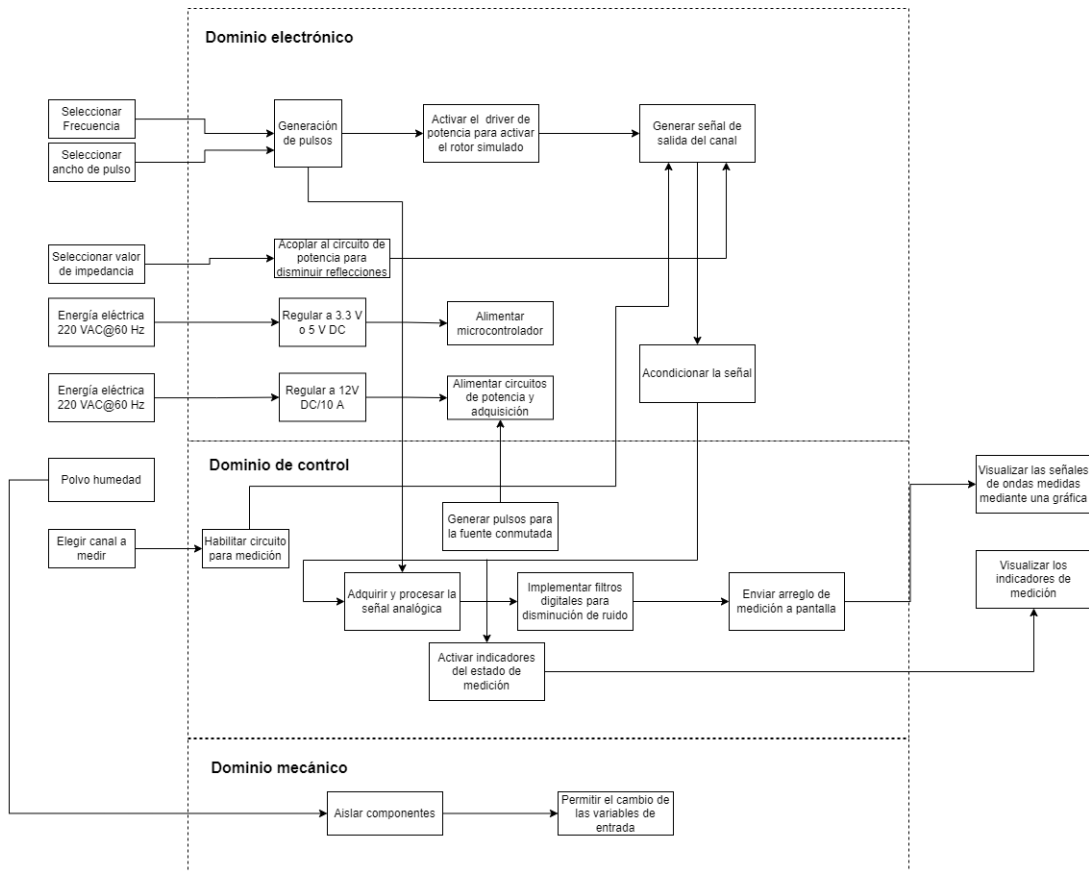 Dominio electrónico
Seleccionar
Frecuencia
Seleccionar
ancho de pulso
Generación
de pulsos
Activar el driver de
potencia para activar
el rotor simulado
Generar señal de
salida del canal
Seleccionar valor
de impedancia
Acoplar al circuito de
potencia para
disminuir reflecciones
Energía eléctrica
220 VAC@60 Hz
Regular a 3.3 V
o 5 V DC
Alimentar
microcontrolador
Acondicionar la señal
Energía eléctrica
220 VAC@60 Hz
Regular a 12V
DC/10 A
Alimentar circuitos
de potencia y
adquisición
Dominio de control
Polvo humedad
Visualizar las señales
de ondas medidas
mediante una gráfica
Elegir canal a
medir
Habilitar circuito
para medición
Generar pulsos para
la fuente conmutada
Visualizar los
indicadores de
medición
Adquirir y procesar la
señal analógica
Implementar filtros
digitales para
disminución de ruido
Enviar arreglo de
medición a pantalla
Activar indicadores
del estado de
medición
Dominio mecánico
Aislar componentes
Permitir el cambio de
las variables de
entrada